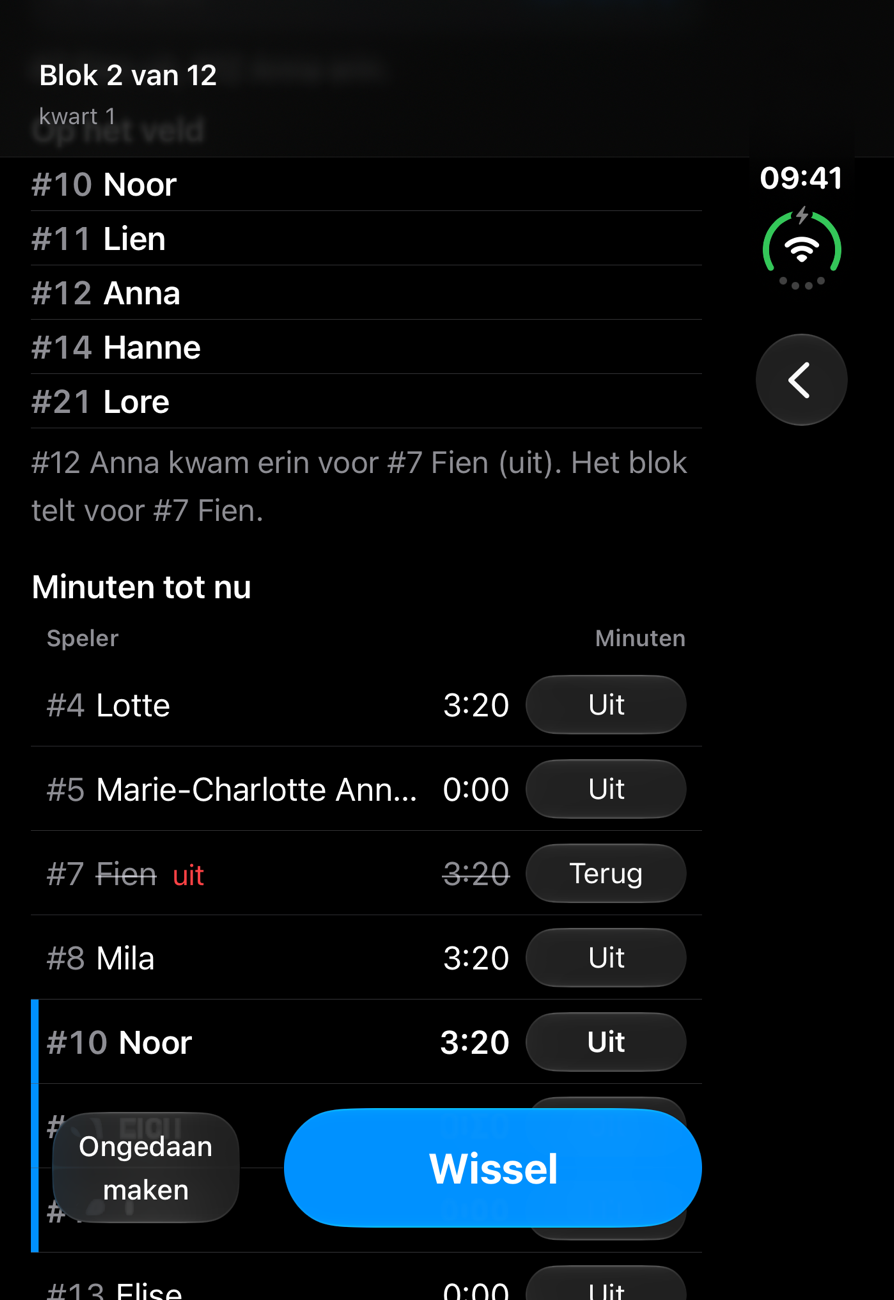 Blok 2 van 12
kwart 1
Op het veld
09:41
#10 Noor
#11 Lien
#12 Anna
#14 Hanne
#21 Lore
#12 Anna kwam erin voor #7 Fien (uit). Het blok
telt voor #7 Fien.
Minuten tot nu
Speler Minuten
#4 Lotte 3:20 Uit
#5 Marie-Charlotte Ann... 0:00 Uit
#7 Fien uit 3:20 Terug
#8 Mila 3:20 Uit
#10 Noor 3:20 Uit
Ongedaan
maken
Wissel
#13 Elise 0:00 Uit